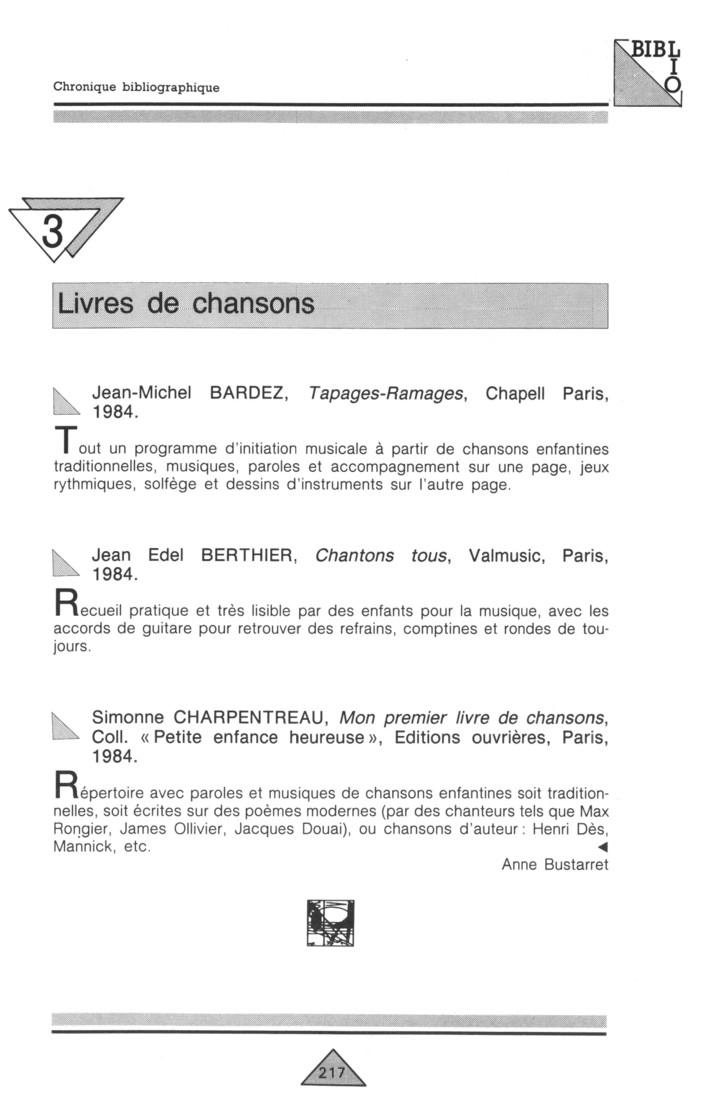 Chronique bibliographique
BIBL
I
O
3
Livres de chansons
Jean-Michel BARDEZ, Tapages-Ramages, Chapell Paris,
1984.
Tout un programme d'initiation musicale à partir de chansons enfantines
traditionnelles, musiques, paroles et accompagnement sur une page, jeux
rythmiques, solfège et dessins d'instruments sur l'autre page.
Jean Edel BERTHIER, Chantons tous, Valmusic, Paris,
1984.
Recueil pratique et très lisible par des enfants pour la musique, avec les
accords de guitare pour retrouver des refrains, comptines et rondes de tou-
jours.
Simonne CHARPENTREAU, Mon premier livre de chansons,
Coll. « Petite enfance heureuse », Editions ouvrières, Paris,
1984.
Répertoire avec paroles et musiques de chansons enfantines soit tradition-
nelles, soit écrites sur des poèmes modernes (par des chanteurs tels que Max
Rongier, James Ollivier, Jacques Douai), ou chansons d'auteur : Henri Dès,
Mannick, etc.
Anne Bustarret
217